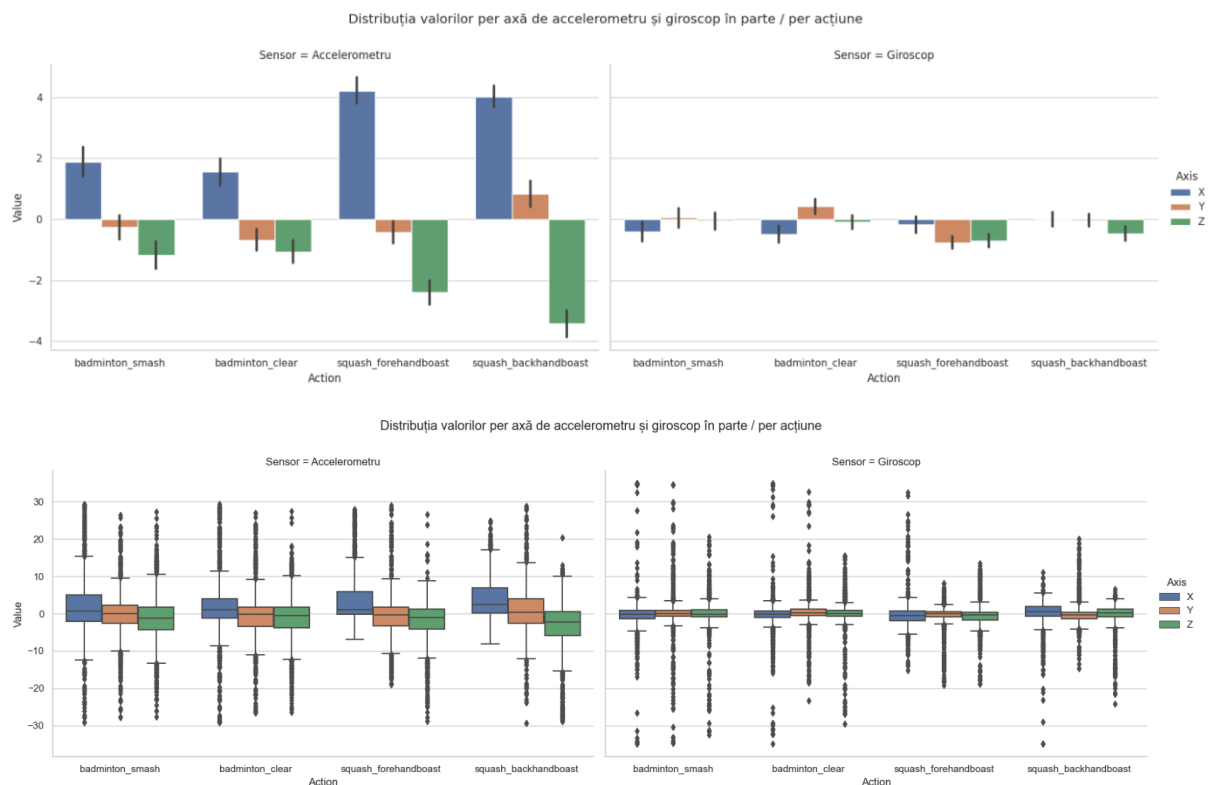 Distribuția valorilor per axă de accelerometru și giroscop în parte / per acțiune
Sensor = Accelerometru
Sensor = Giroscop
4
2
0
−2
−4
Value
badminton_smash
badminton_clear
squash_forehandboast
squash_backhandboast
Action
badminton_smash
badminton_clear
squash_forehandboast
squash_backhandboast
Action
Axis
X
Y
Z
Distribuția valorilor per axă de accelerometru și giroscop în parte / per acțiune
Sensor = Accelerometru
Sensor = Giroscop
30
20
10
0
−10
−20
−30
Value
badminton_smash
badminton_clear
squash_forehandboast
squash_backhandboast
Action
badminton_smash
badminton_clear
squash_forehandboast
squash_backhandboast
Action
Axis
X
Y
Z